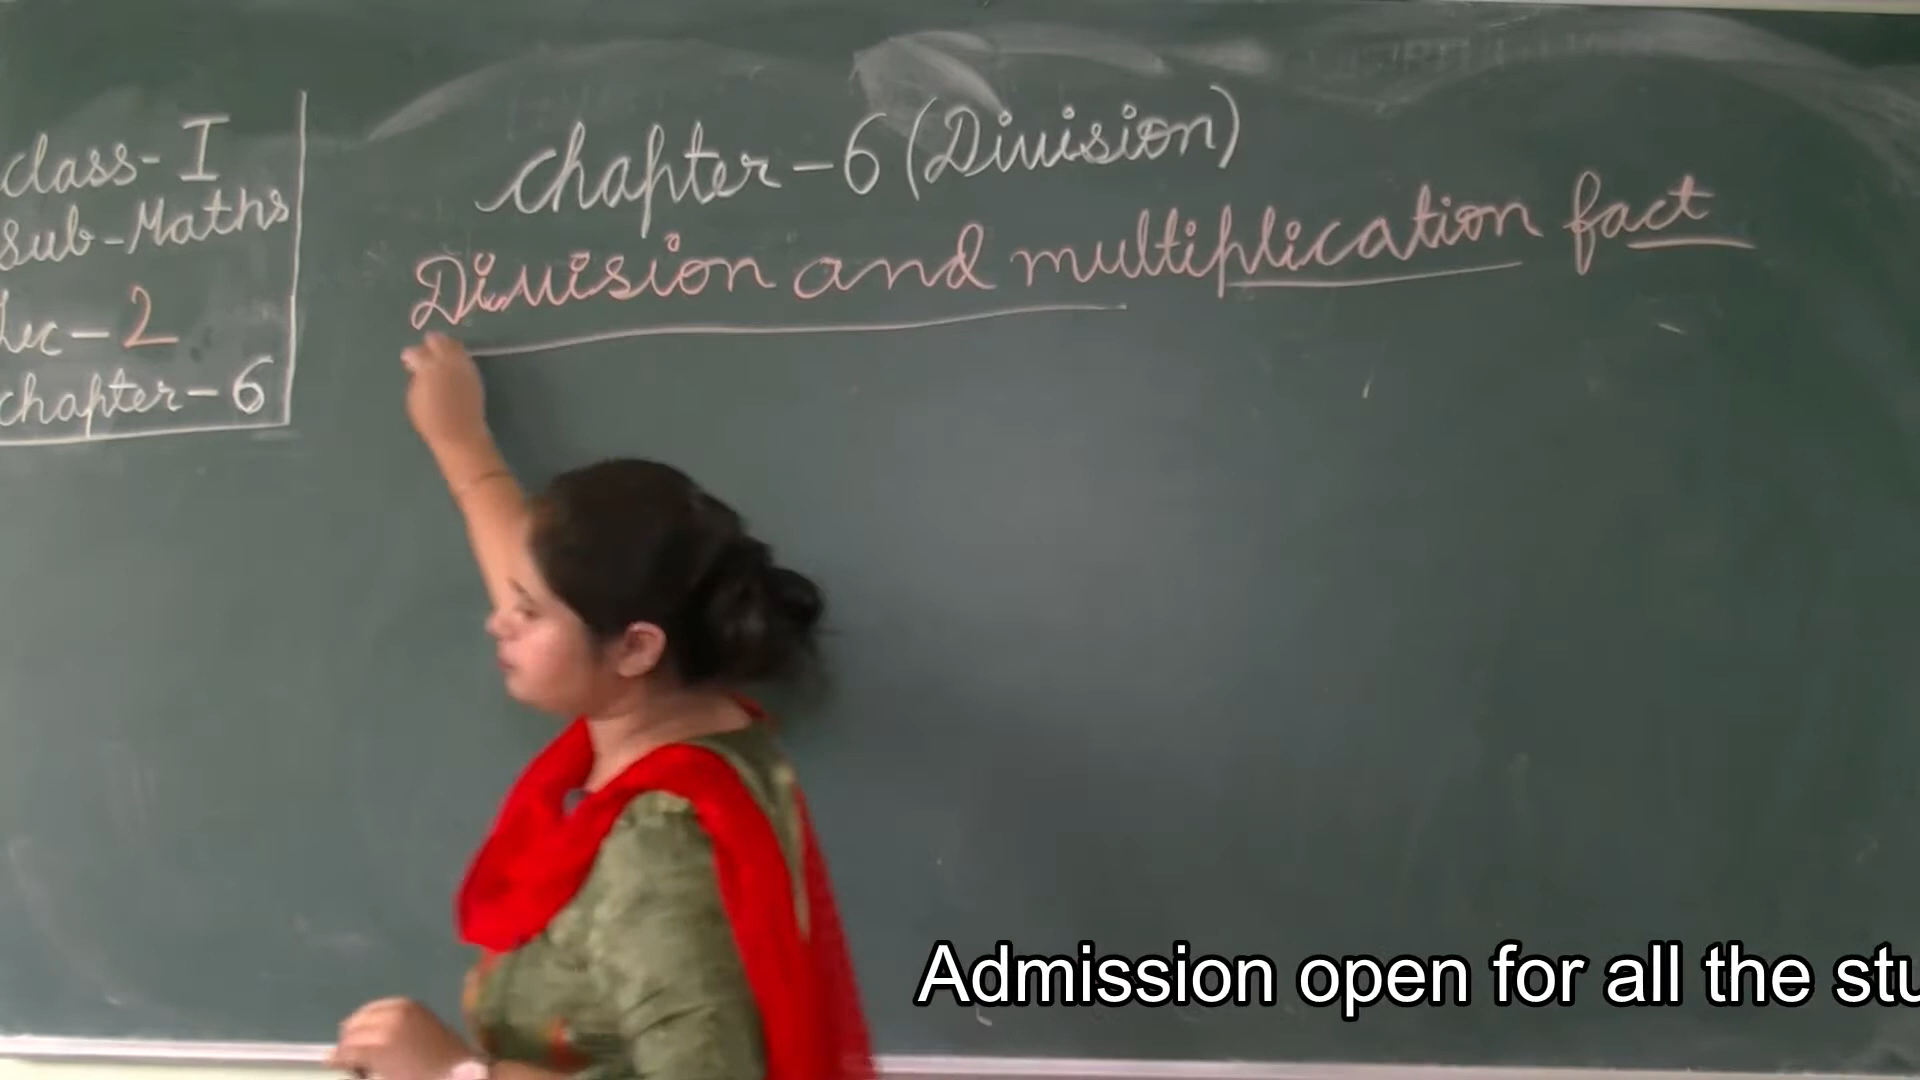 class-I
Sub-Maths
Lec-2
chapter-6
chapter-6 (Division)
Division and multiplication fact
Admission open for all the stu